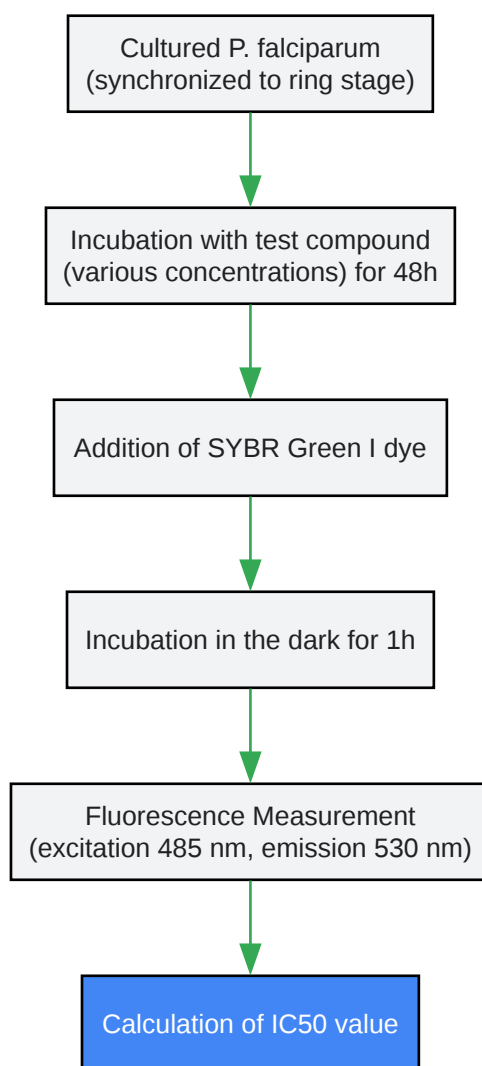 Cultured P. falciparum
(synchronized to ring stage)
Incubation with test compound
(various concentrations) for 48h
Addition of SYBR Green I dye
Incubation in the dark for 1h
Fluorescence Measurement
(excitation 485 nm, emission 530 nm)
Calculation of IC50 value